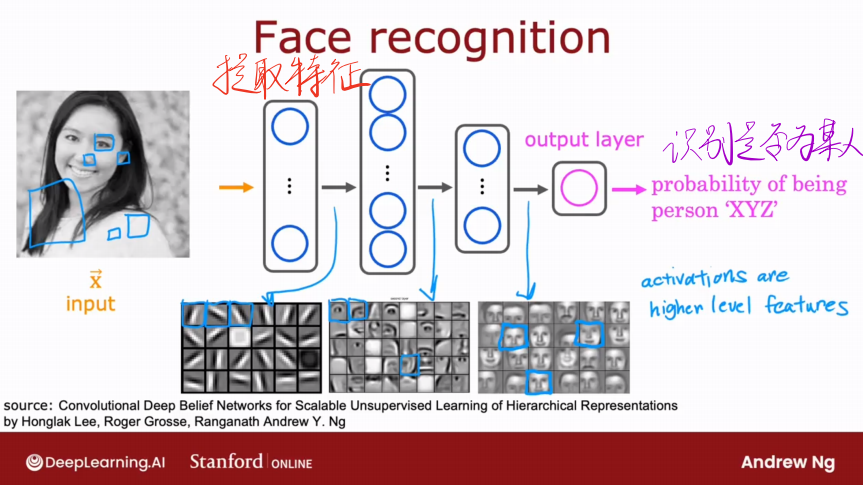 Face recognition
提取特征
output layer
识别是否为某人
probability of being
person ‘XYZ’
x
input
activations are
higher level features
source: Convolutional Deep Belief Networks for Scalable Unsupervised Learning of Hierarchical Representations
by Honglak Lee, Roger Grosse, Ranganath Andrew Y. Ng
DeepLearning.AI
Stanford ONLINE
Andrew Ng